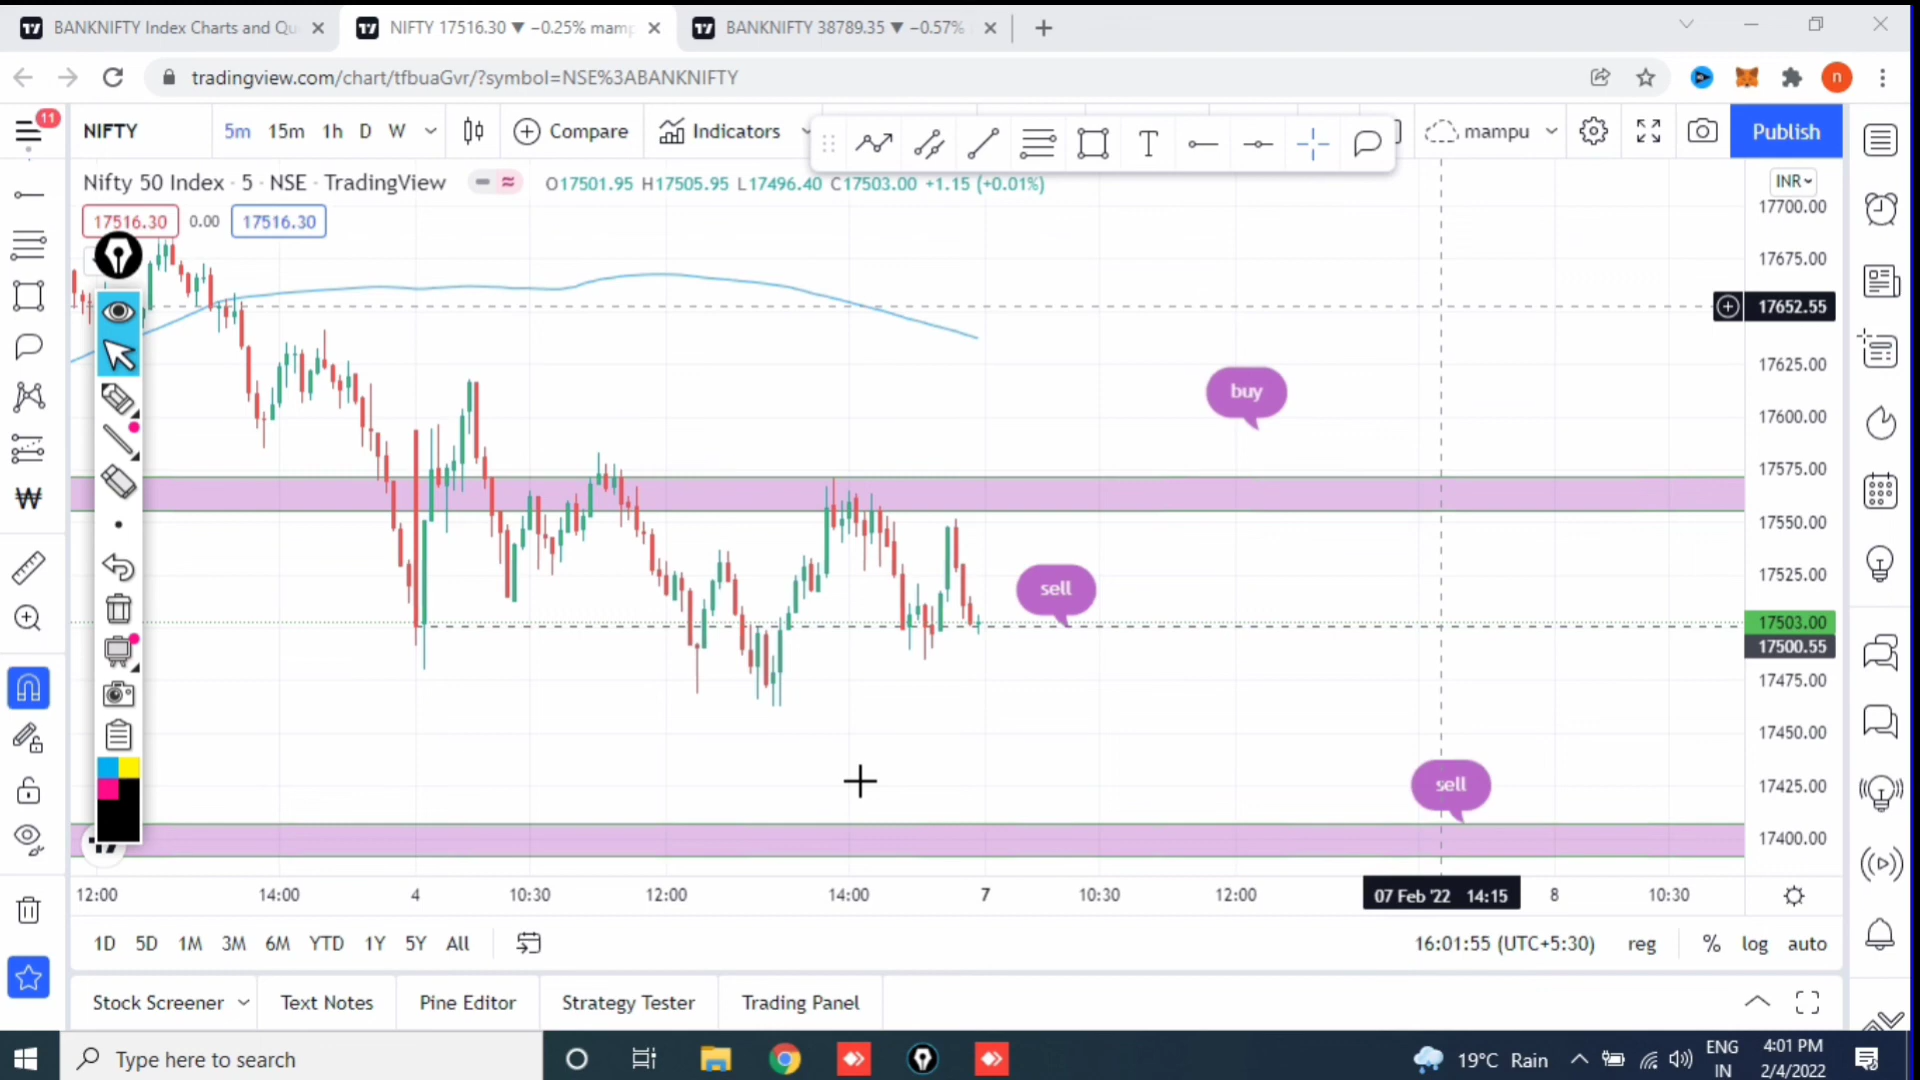 BANKNIFTY Index Charts and Qu
NIFTY 17516.30 ▼ −0.25% mamp
BANKNIFTY 38789.35 ▼ −0.57%
tradingview.com/chart/tfbuaGvr/?symbol=NSE%3ABANKNIFTY
n
11
NIFTY
5m 15m 1h D W
Compare
Indicators
T
mampu
Publish
Nifty 50 Index · 5 · NSE · TradingView
O17501.95 H17505.95 L17496.40 C17503.00 +1.15 (+0.01%)
INR
17516.30 0.00 17516.30
17700.00
17675.00
17652.55
17625.00
17600.00
17575.00
17550.00
17525.00
17503.00
17500.55
17475.00
17450.00
17425.00
17400.00
buy
sell
sell
12:00 14:00 4 10:30 12:00 14:00 7 10:30 12:00 07 Feb '22 14:15 8 10:30
1D 5D 1M 3M 6M YTD 1Y 5Y All
16:01:55 (UTC+5:30) reg % log auto
Stock Screener Text Notes Pine Editor Strategy Tester Trading Panel
Type here to search
19°C Rain
ENG
IN
4:01 PM
2/4/2022